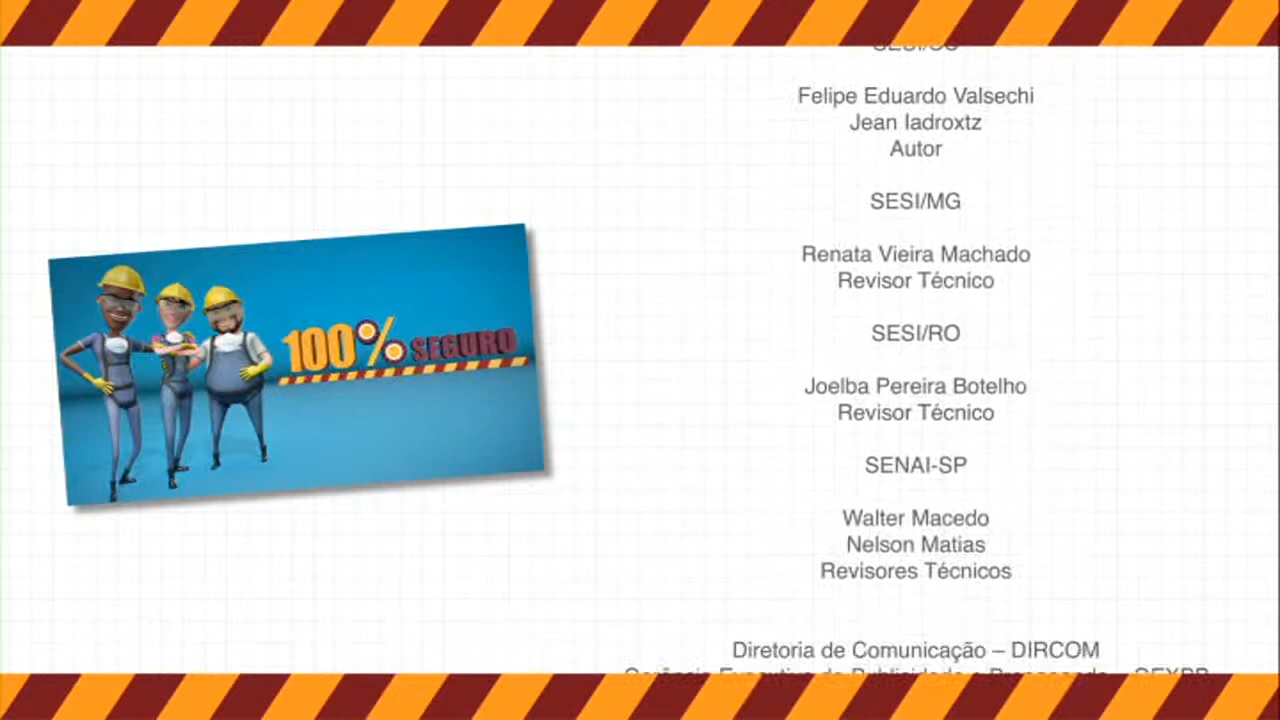 Felipe Eduardo Valsechi
Jean Iadroxtz
Autor
SESI/MG
Renata Vieira Machado
Revisor Técnico
SESI/RO
Joelba Pereira Botelho
Revisor Técnico
SENAI-SP
Walter Macedo
Nelson Matias
Revisores Técnicos
Diretoria de Comunicação – DIRCOM
100% SEGURO